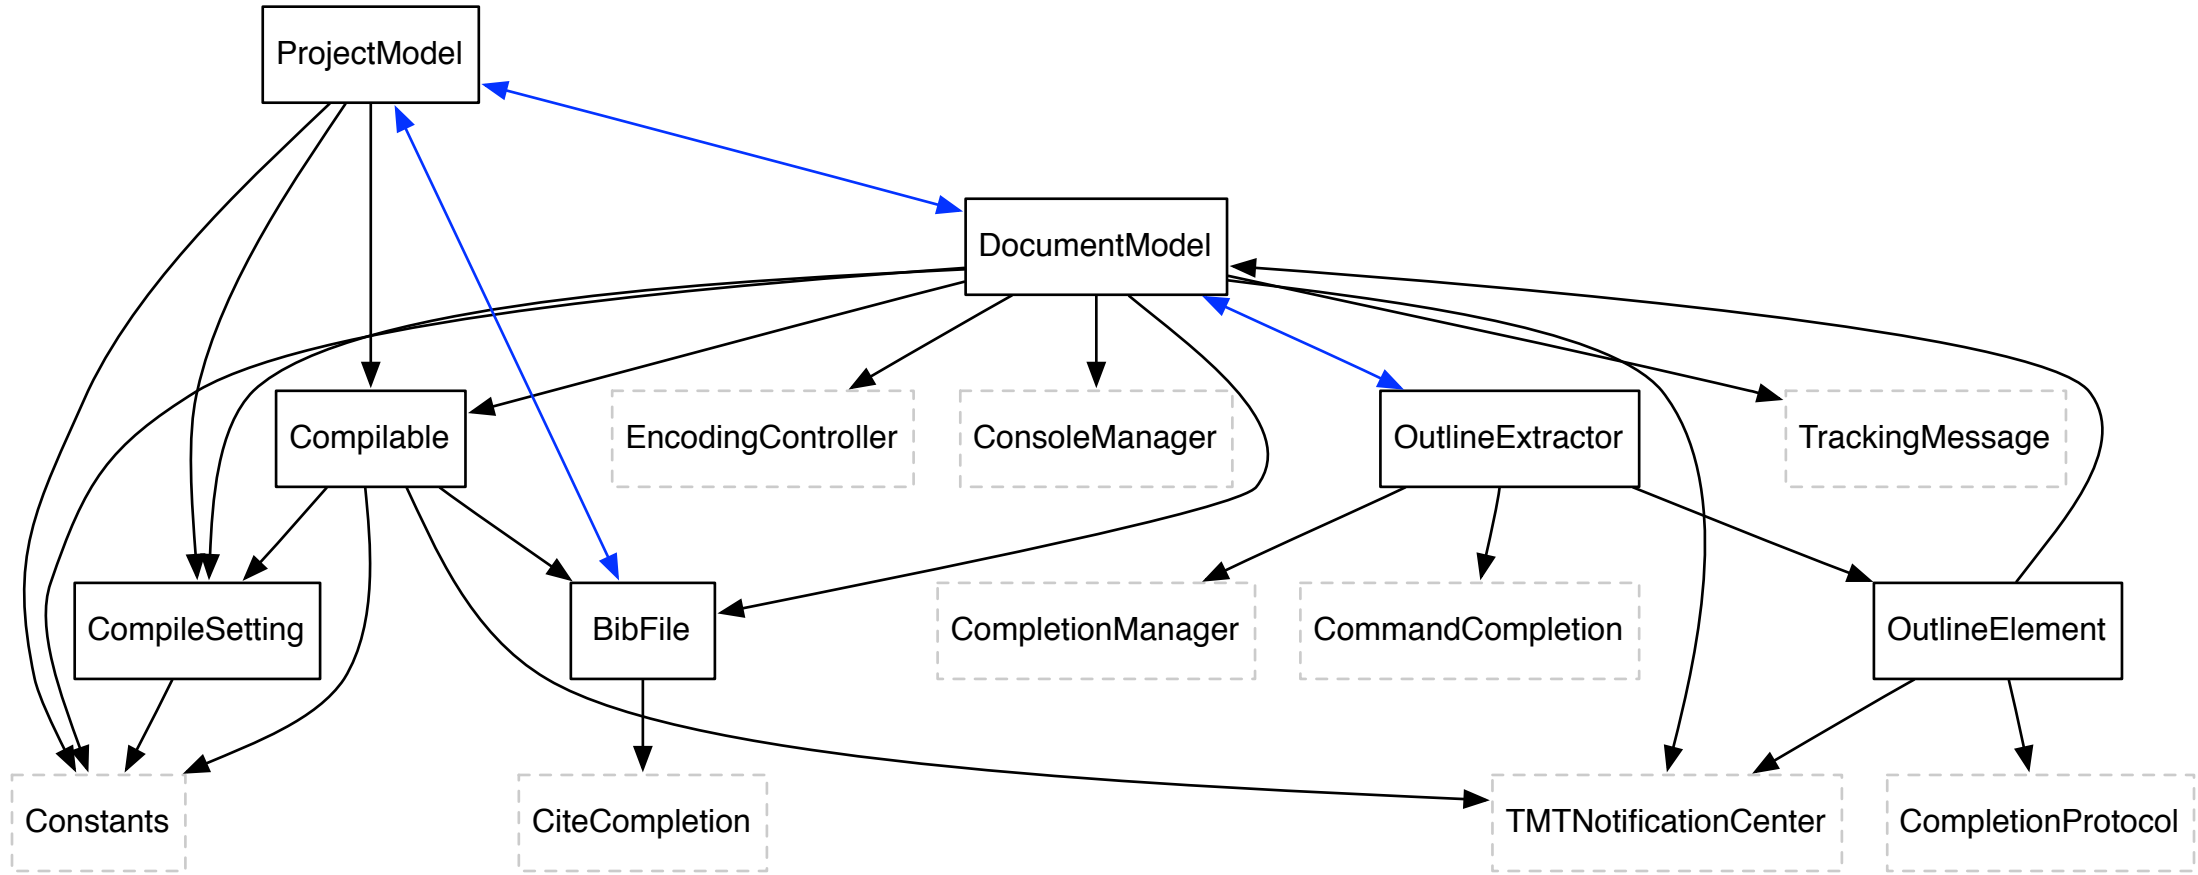 ProjectModel
DocumentModel
Compilable
EncodingController
ConsoleManager
OutlineExtractor
TrackingMessage
CompileSetting
BibFile
CompletionManager
CommandCompletion
OutlineElement
Constants
CiteCompletion
TMTNotificationCenter
CompletionProtocol